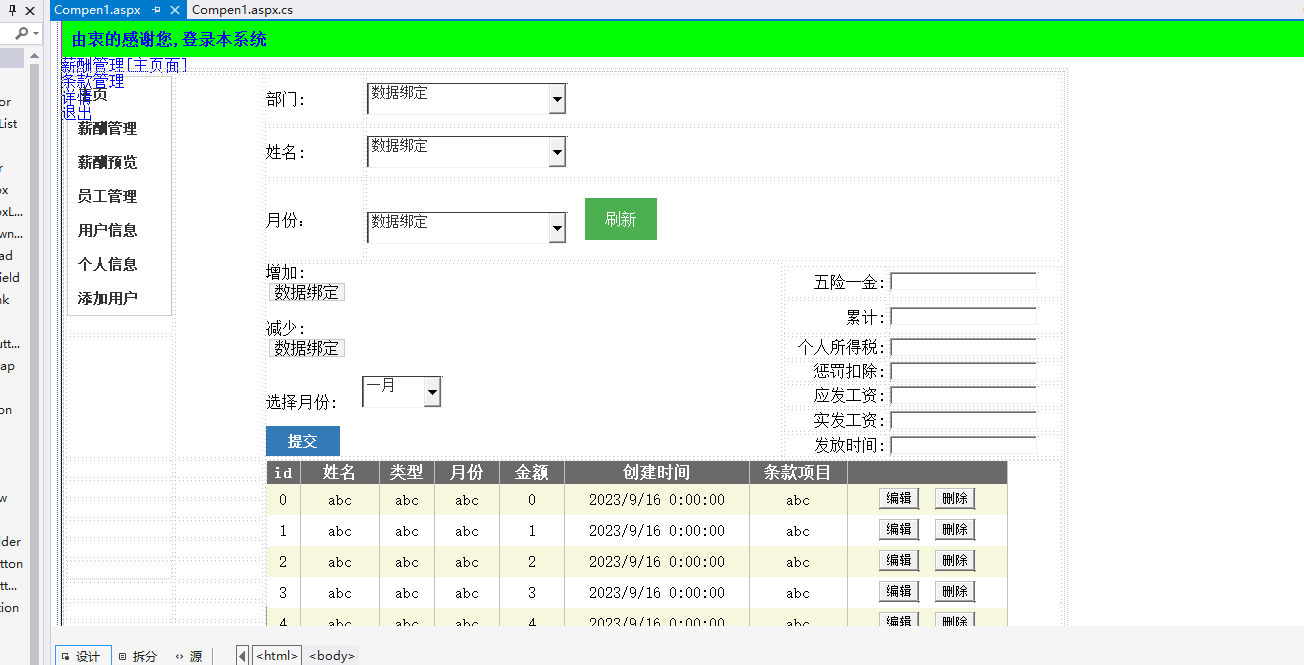 Compen1.aspx
Compen1.aspx.cs
由衷的感谢您,登录本系统
薪酬管理[主页面]
条款管理
详情
退出
薪酬管理
薪酬预览
员工管理
用户信息
个人信息
添加用户
部门: 数据绑定
姓名: 数据绑定
月份: 数据绑定 刷新
增加:
数据绑定
减少:
数据绑定
选择月份: 一月
提交
五险一金:
累计:
个人所得税:
惩罚扣除:
应发工资:
实发工资:
发放时间:
id 姓名 类型 月份 金额 创建时间 条款项目
0 abc abc abc 0 2023/9/16 0:00:00 abc 编辑 删除
1 abc abc abc 1 2023/9/16 0:00:00 abc 编辑 删除
2 abc abc abc 2 2023/9/16 0:00:00 abc 编辑 删除
3 abc abc abc 3 2023/9/16 0:00:00 abc 编辑 删除
4 abc abc abc 4 2023/9/16 0:00:00 abc 编辑 删除
or
List
r
ox
oxL...
wn...
ad
ield
nk
utt...
ap
on
w
lder
tton
tt...
tion
设计 拆分 源 <html> <body>